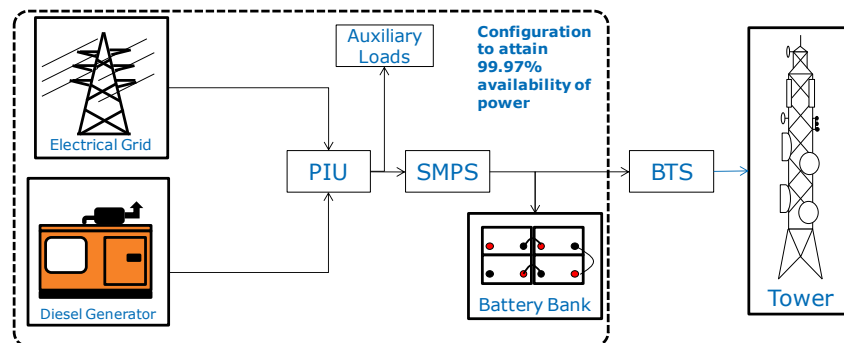 Electrical Grid
Diesel Generator
PIU
Auxiliary
Loads
SMPS
Configuration
to attain
99.97%
availability of
power
Battery Bank
BTS
Tower